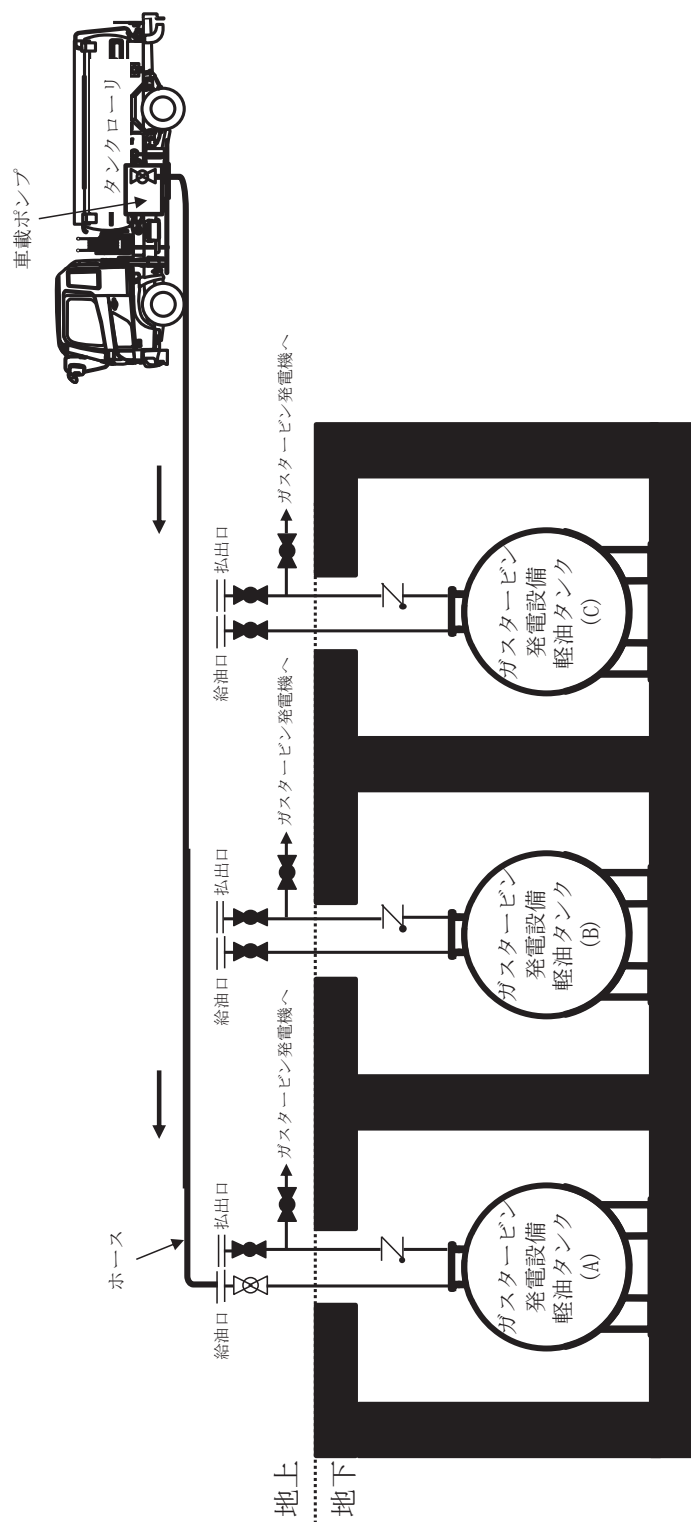 車載ポンプ
タンクローリ
ホース
給油口
払出口
ガスタービン発電機へ
給油口
払出口
ガスタービン発電機へ
給油口
払出口
ガスタービン発電機へ
地上
地下
ガスタービン
発電設備
軽油タンク
(A)
ガスタービン
発電設備
軽油タンク
(B)
ガスタービン
発電設備
軽油タンク
(C)